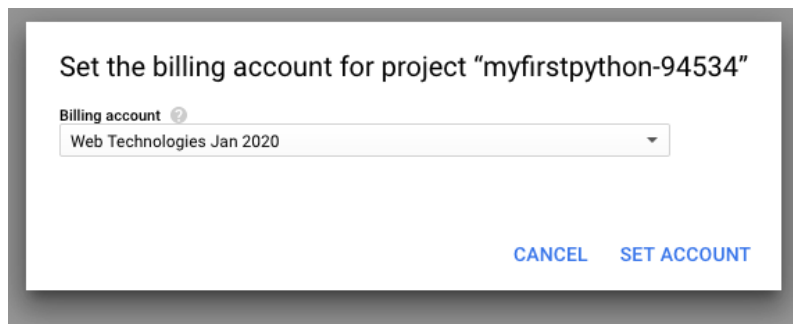 Set the billing account for project “myfirstpython-94534”
Billing account ?
Web Technologies Jan 2020
CANCEL SET ACCOUNT